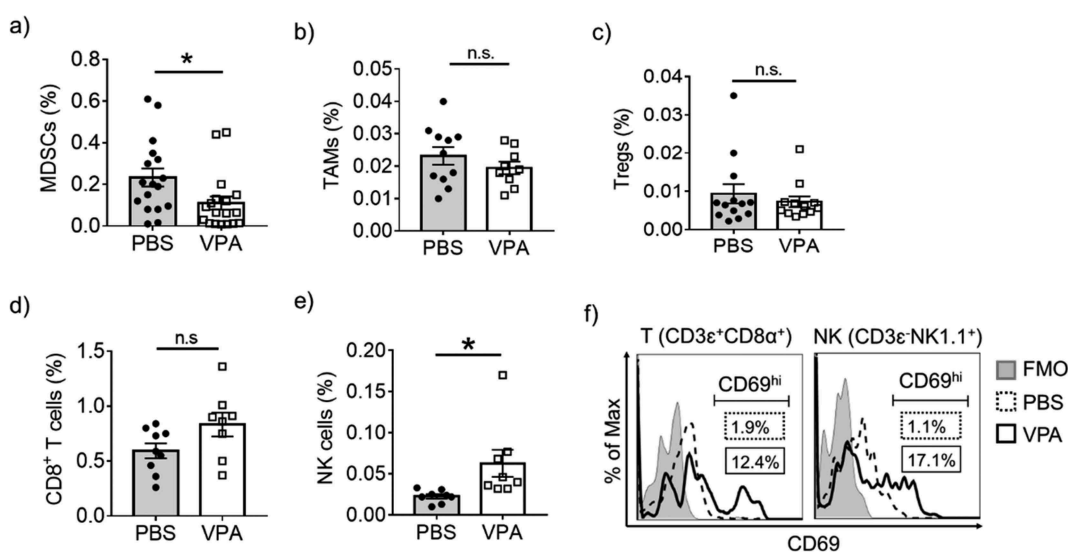 a)
MDSCs (%)
0.8
0.6
0.4
0.2
0.0
*
PBS VPA
b)
TAMs (%)
0.05
0.04
0.03
0.02
0.01
0.00
n.s.
PBS VPA
c)
Tregs (%)
0.04
0.03
0.02
0.01
0.00
n.s.
PBS VPA
d)
CD8+ T cells (%)
1.5
1.0
0.5
0.0
n.s
PBS VPA
e)
NK cells (%)
0.20
0.15
0.10
0.05
0.00
*
PBS VPA
f)
T (CD3ε+CD8α+) NK (CD3ε-NK1.1+)
% of Max
CD69hi
1.9%
12.4%
CD69hi
1.1%
17.1%
CD69
FMO
PBS
VPA